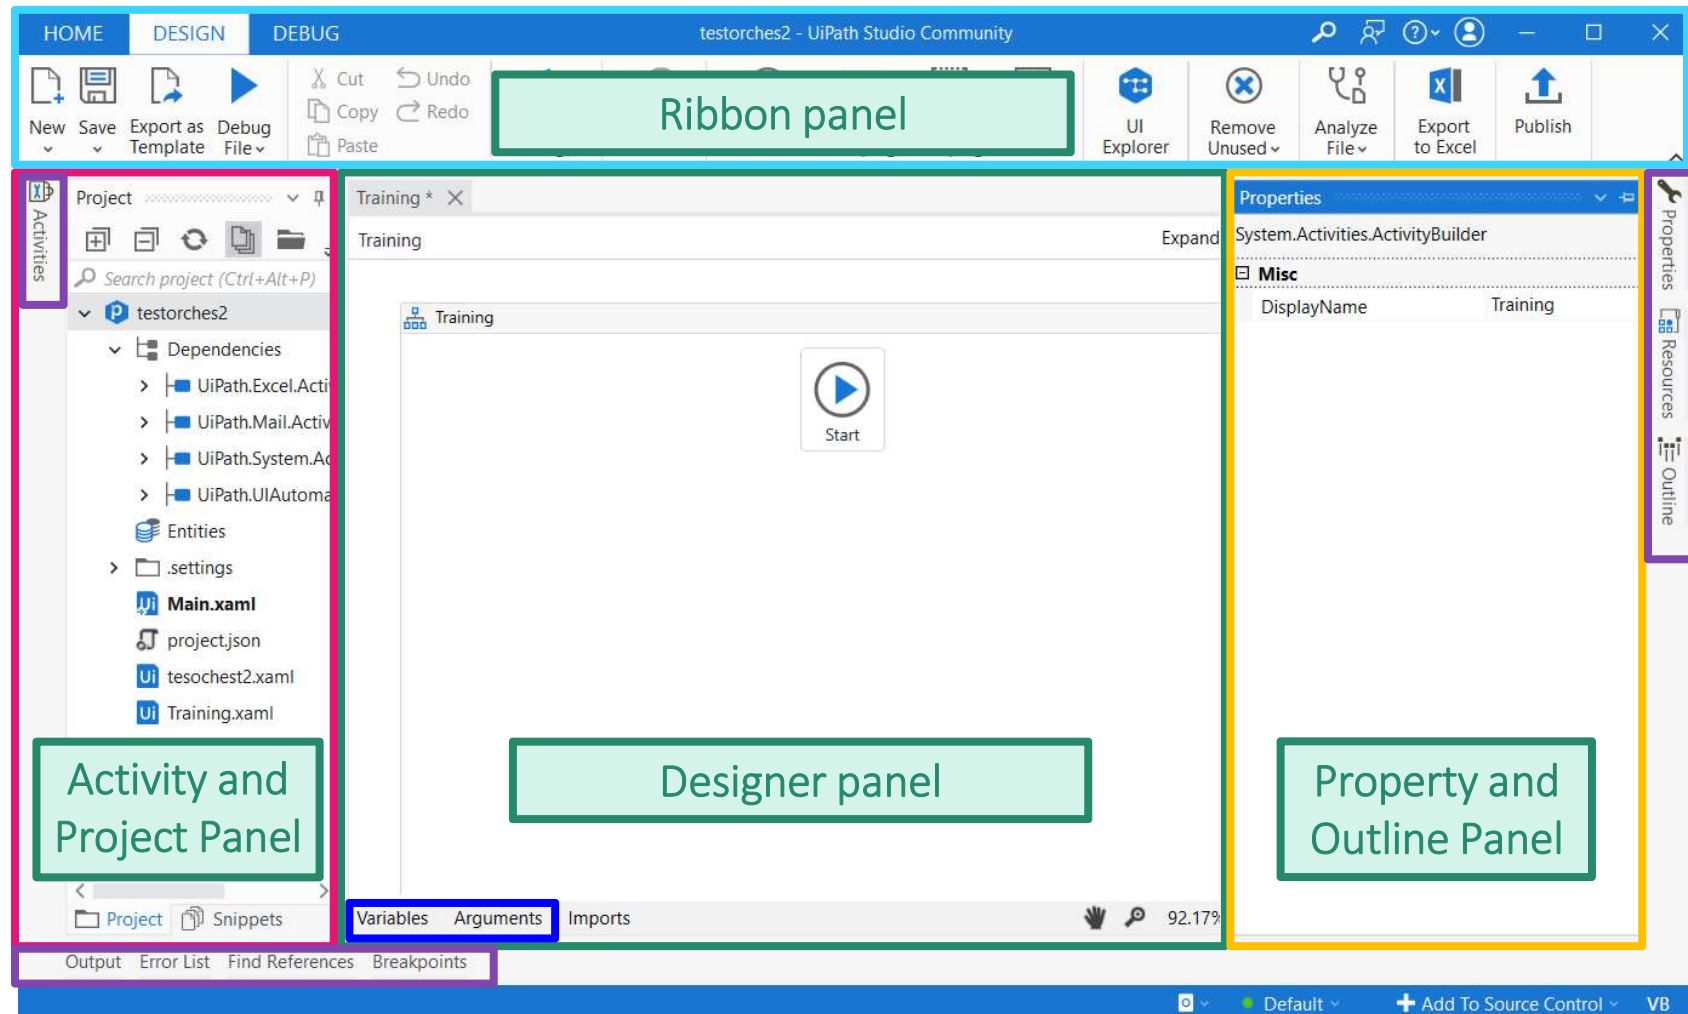 HOME DESIGN DEBUG testorches2 - UiPath Studio Community
Cut Undo
Copy Redo
Paste
New Save Export as Template Debug File
Ribbon panel
UI Explorer Remove Unused Analyze File Export to Excel Publish
Activities
Project
Search project (Ctrl+Alt+P)
testorches2
Dependencies
UiPath.Excel.Acti
UiPath.Mail.Activ
UiPath.System.Ac
UiPath.UIAutoma
Entities
.settings
Main.xaml
project.json
tesochest2.xaml
Training.xaml
Activity and
Project Panel
Project Snippets
Training *
Training Expand
Training
Start
Designer panel
Variables Arguments Imports 92.17%
Properties
System.Activities.ActivityBuilder
Misc
DisplayName Training
Property and
Outline Panel
Properties
Resources
Outline
Output Error List Find References Breakpoints
Default Add To Source Control VB